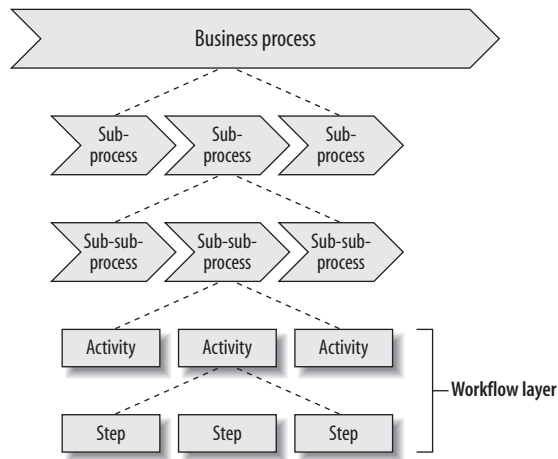 Business process
Sub-
process
Sub-
process
Sub-
process
Sub-sub-
process
Sub-sub-
process
Sub-sub-
process
Activity
Activity
Activity
Workflow layer
Step
Step
Step